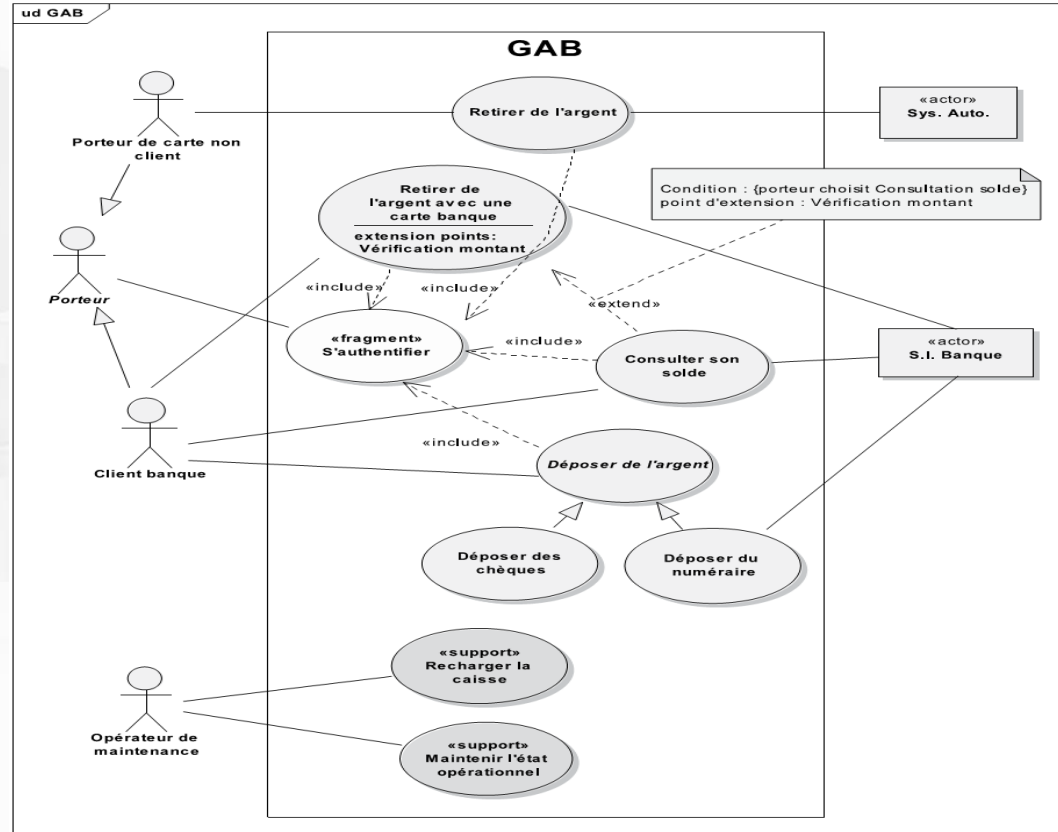 ud GAB
GAB
Porteur de carte non
client
Retirer de l'argent
«actor»
Sys. Auto.
Retirer de
l'argent avec une
carte banque
extension points:
Vérification montant
Condition : {porteur choisit Consultation solde}
point d'extension : Vérification montant
Porteur
«include»
«include»
«extend»
«fragment»
S'authentifier
«include»
Consulter son
solde
«actor»
S.I. Banque
Client banque
«include»
Déposer de l'argent
Déposer des
chèques
Déposer du
numéraire
«support»
Recharger la
caisse
Opérateur de
maintenance
«support»
Maintenir l'état
opérationnel